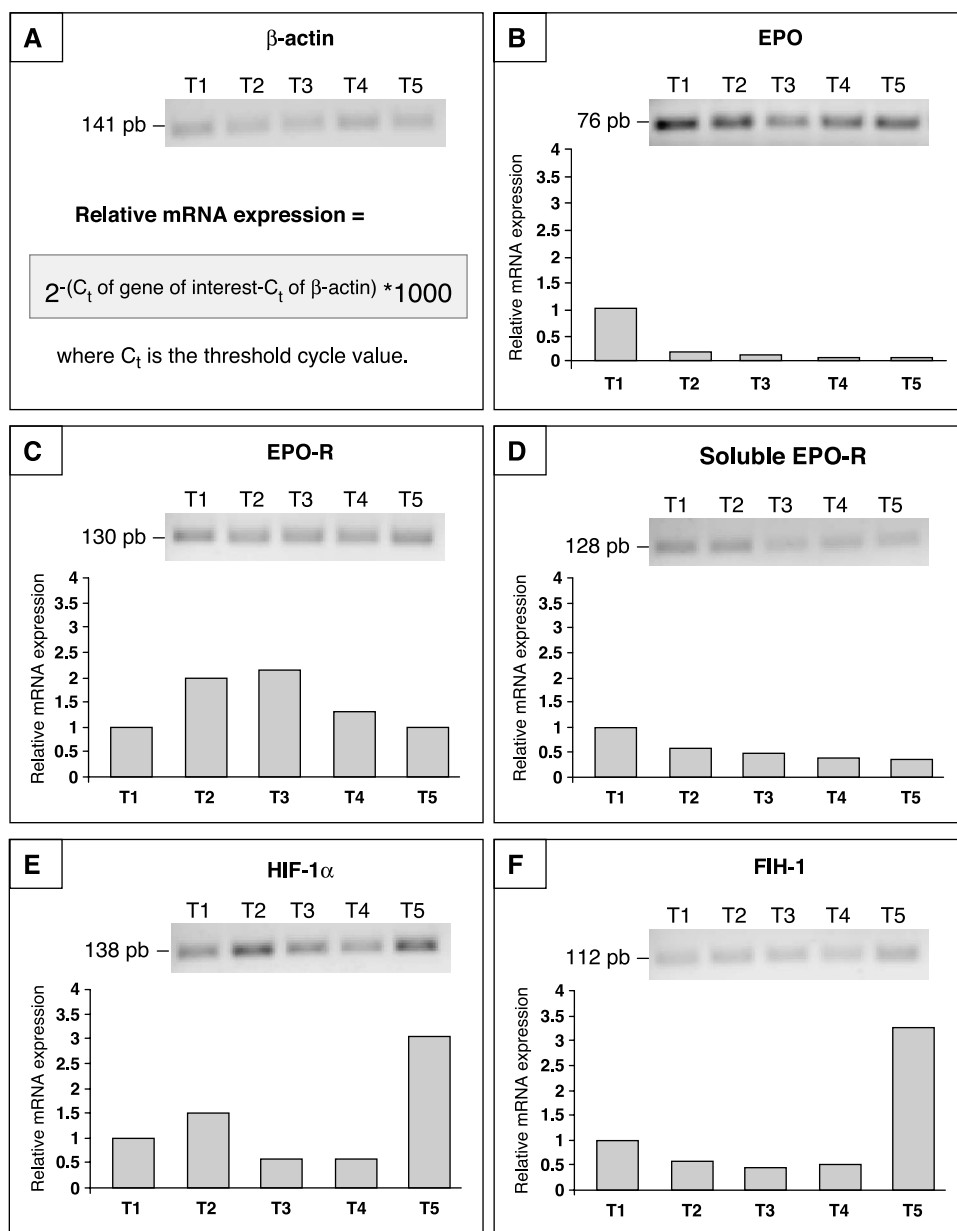 A
β-actin
T1 T2 T3 T4 T5
141 pb
Relative mRNA expression =
2-(Ct of gene of interest-Ct of β-actin) *1000
where Ct is the threshold cycle value.
B
EPO
T1 T2 T3 T4 T5
76 pb
Relative mRNA expression
4
3.5
3
2.5
2
1.5
1
0.5
0
T1 T2 T3 T4 T5
C
EPO-R
T1 T2 T3 T4 T5
130 pb
Relative mRNA expression
4
3.5
3
2.5
2
1.5
1
0.5
0
T1 T2 T3 T4 T5
D
Soluble EPO-R
T1 T2 T3 T4 T5
128 pb
Relative mRNA expression
4
3.5
3
2.5
2
1.5
1
0.5
0
T1 T2 T3 T4 T5
E
HIF-1α
T1 T2 T3 T4 T5
138 pb
Relative mRNA expression
4
3.5
3
2.5
2
1.5
1
0.5
0
T1 T2 T3 T4 T5
F
FIH-1
T1 T2 T3 T4 T5
112 pb
Relative mRNA expression
4
3.5
3
2.5
2
1.5
1
0.5
0
T1 T2 T3 T4 T5